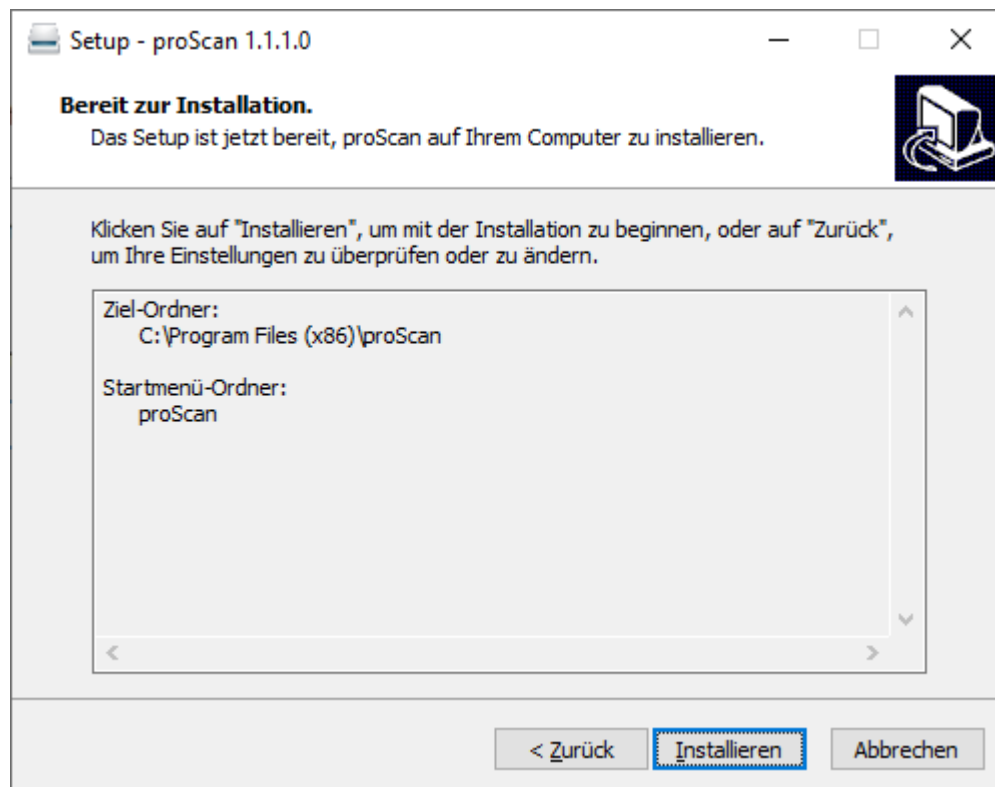 Setup - proScan 1.1.1.0
Bereit zur Installation.
Das Setup ist jetzt bereit, proScan auf Ihrem Computer zu installieren.
Klicken Sie auf "Installieren", um mit der Installation zu beginnen, oder auf "Zurück",
um Ihre Einstellungen zu überprüfen oder zu ändern.
Ziel-Ordner:
C:\Program Files (x86)\proScan
Startmenü-Ordner:
proScan
< Zurück
Installieren
Abbrechen